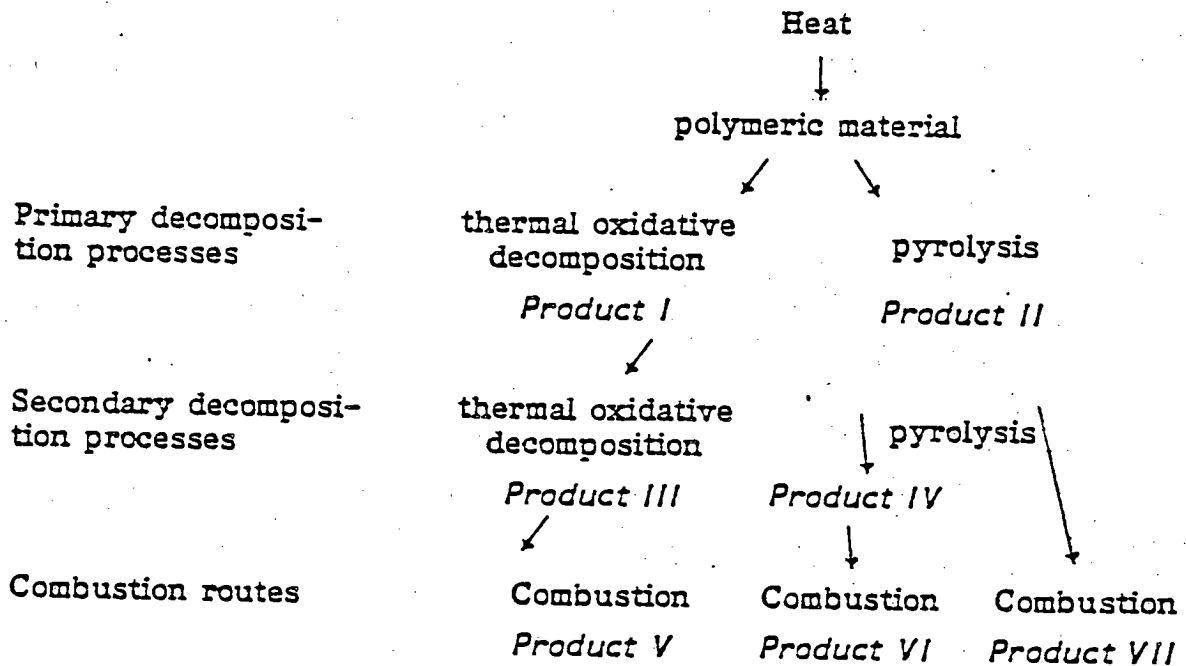 Heat
polymeric material
Primary decomposi-
tion processes
thermal oxidative
decomposition
pyrolysis
Product I
Product II
Secondary decomposi-
tion processes
thermal oxidative
decomposition
pyrolysis
Product III
Product IV
Combustion routes
Combustion
Combustion
Combustion
Product V
Product VI
Product VII